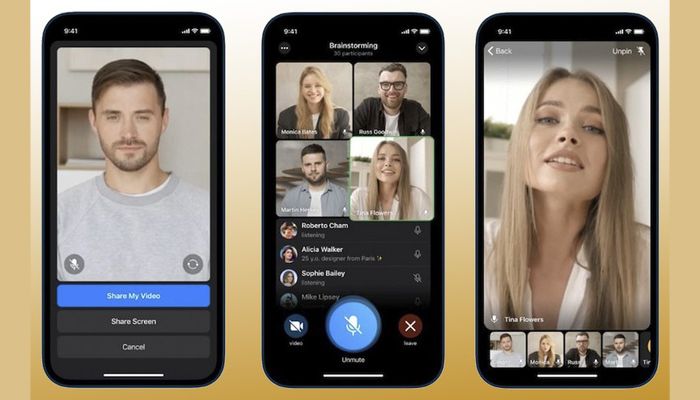 9:41
Share My Video
Share Screen
Cancel
9:41
Brainstorming
30 participants
Monica Bates
Russ Goodwin
Martin
Tina Flowers
Roberto Cham
listening
Alicia Walker
25 y.o. designer from Paris ✨
Sophie Bailey
listening
Mike Lipsey
video
Unmute
leave
9:41
Back
Unpin
Tina Flowers
Monica
Russ